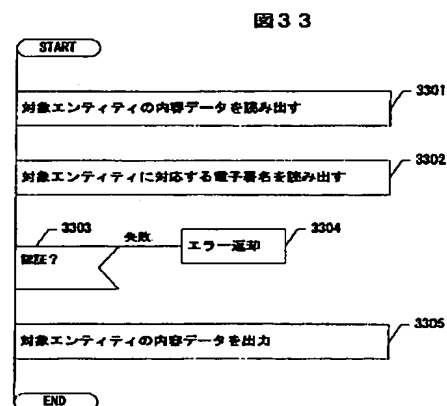 図33
START
対象エンティティの内容データを読み出す
3301
対象エンティティに対応する電子署名を読み出す
3302
3303
認証?
失敗
エラー返却
3304
対象エンティティの内容データを出力
3305
END